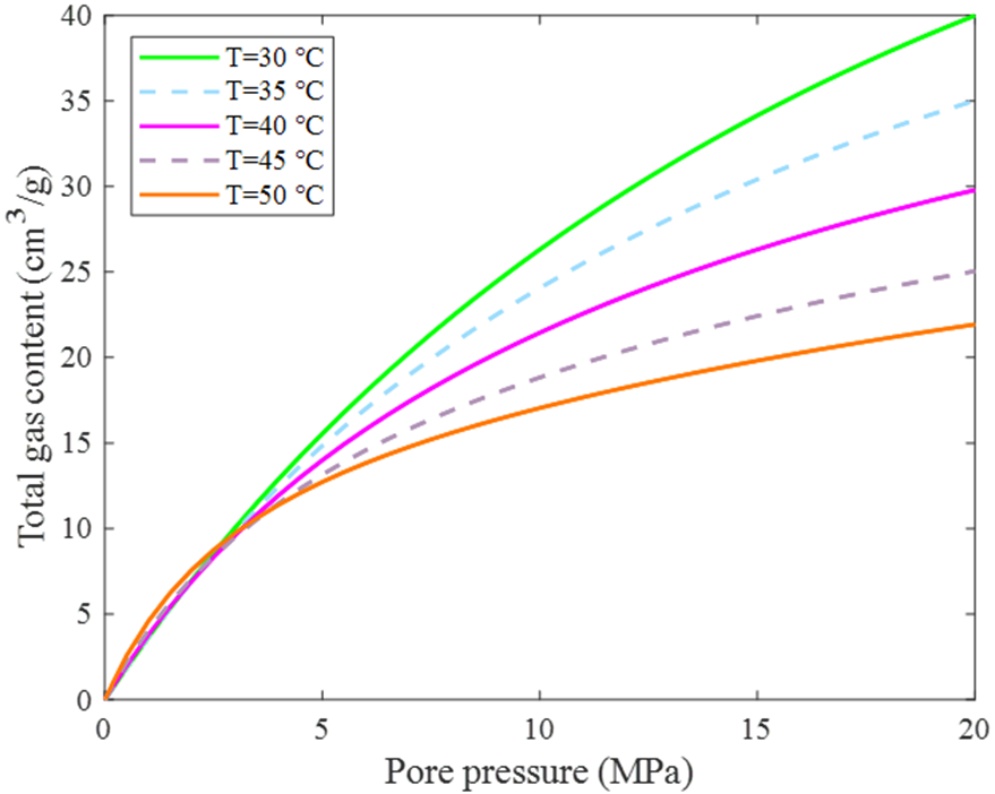 40
35
30
25
20
15
10
5
0
Total gas content (cm³/g)
T=30 °C
T=35 °C
T=40 °C
T=45 °C
T=50 °C
0 5 10 15 20
Pore pressure (MPa)